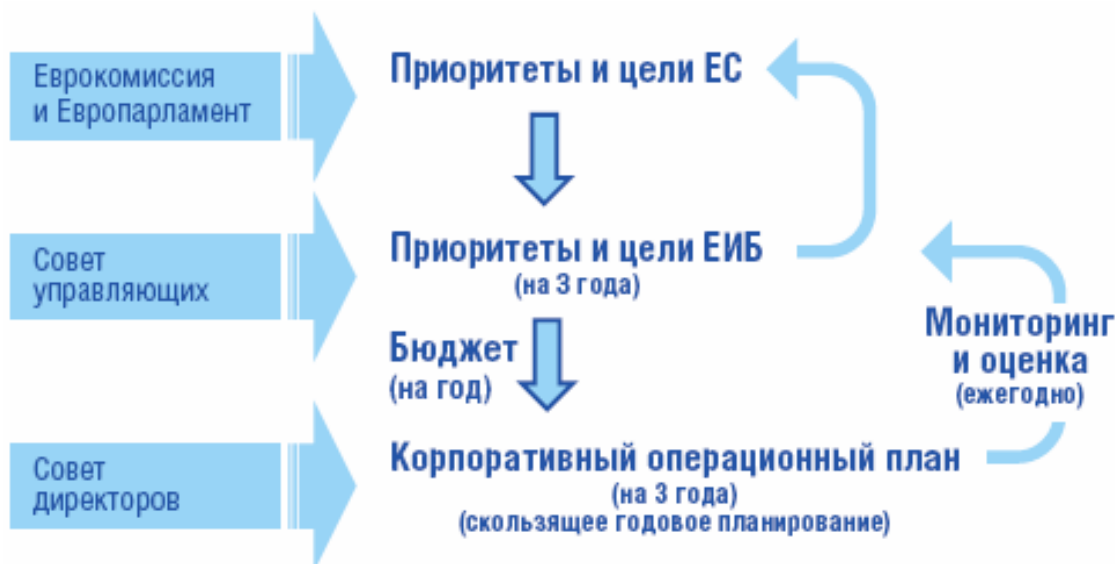 Еврокомиссия
и Европарламент
Приоритеты и цели ЕС
Совет
управляющих
Приоритеты и цели ЕИБ
(на 3 года)
Бюджет
(на год)
Мониторинг
и оценка
(ежегодно)
Совет
директоров
Корпоративный операционный план
(на 3 года)
(скользящее годовое планирование)